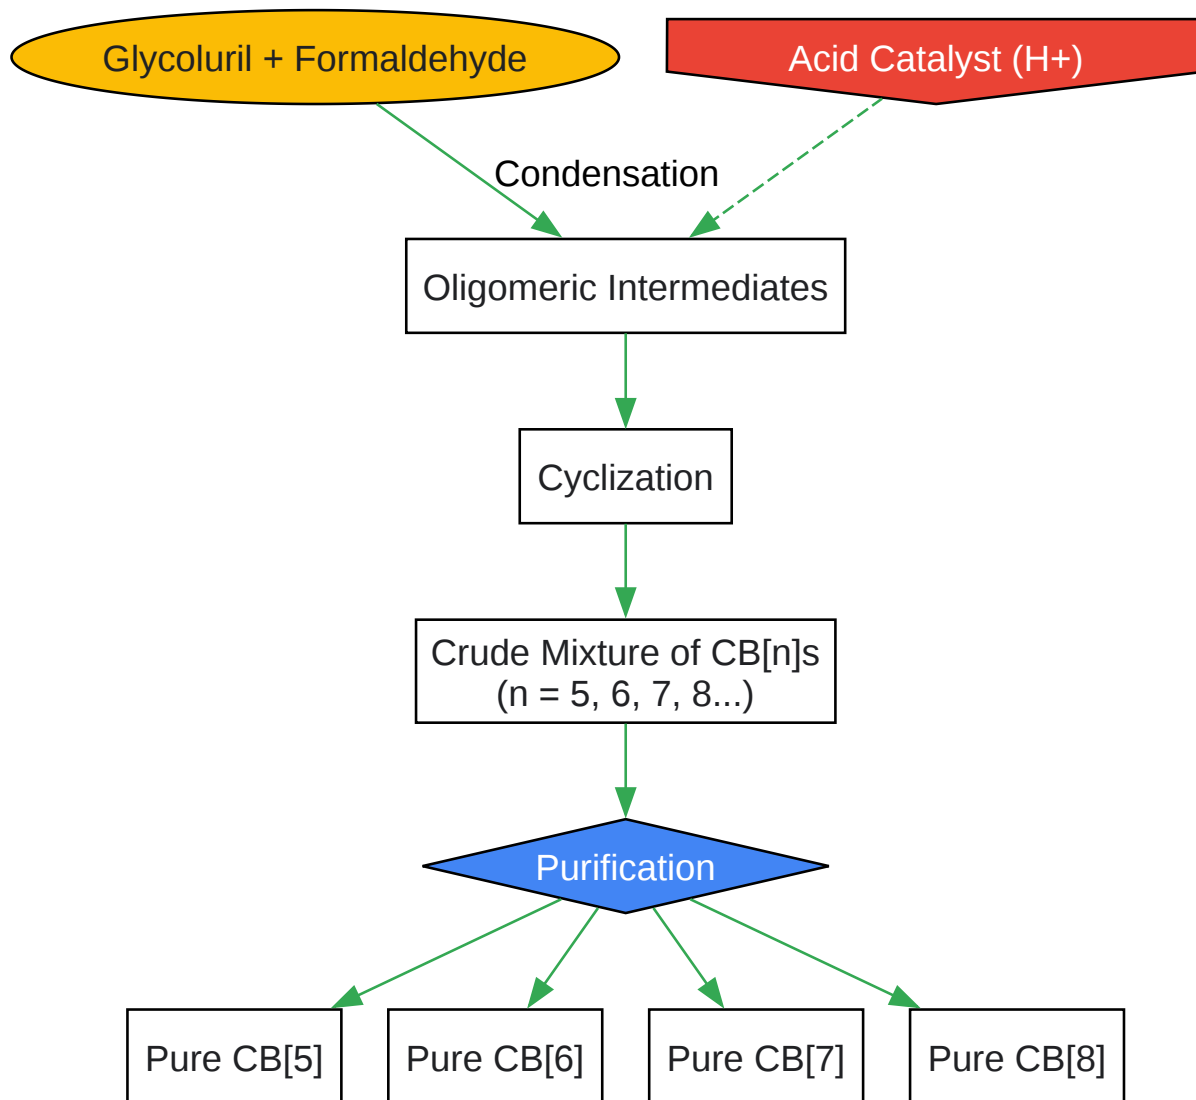 Glycoluril + Formaldehyde
Acid Catalyst (H+)
Condensation
Oligomeric Intermediates
Cyclization
Crude Mixture of CB[n]s
(n = 5, 6, 7, 8...)
Purification
Pure CB[5]
Pure CB[6]
Pure CB[7]
Pure CB[8]